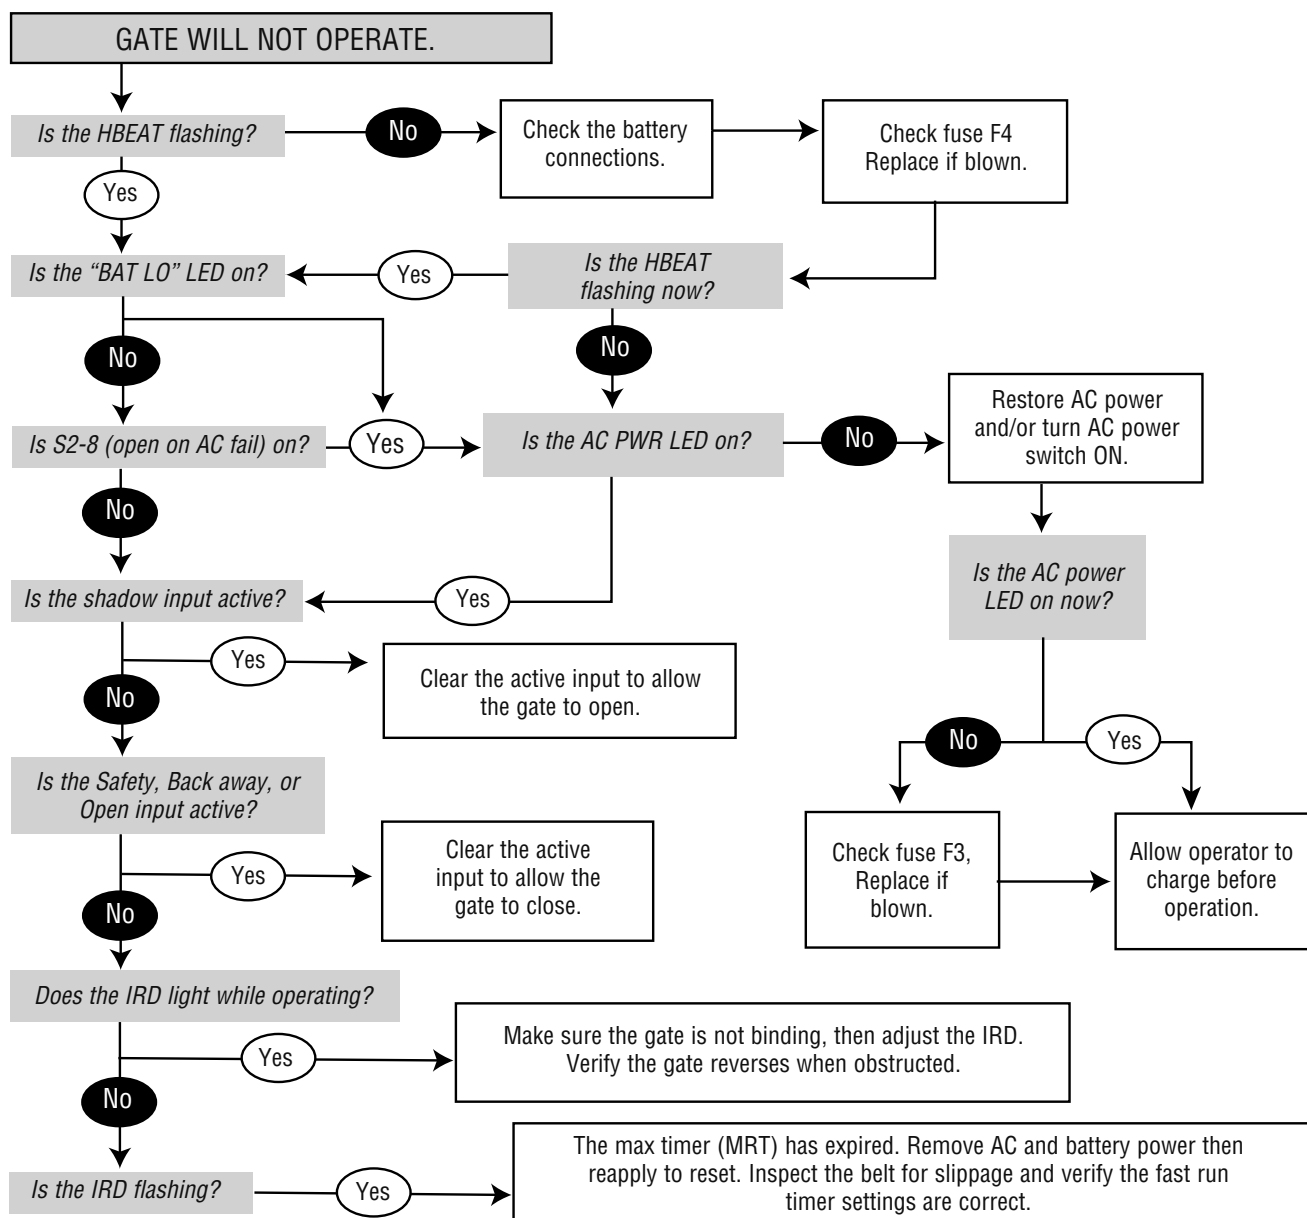 GATE WILL NOT OPERATE.
Is the HBEAT flashing?
No
Check the battery
connections.
Check fuse F4
Replace if blown.
Yes
Is the “BAT LO” LED on?
Yes
Is the HBEAT
flashing now?
No
No
Is S2-8 (open on AC fail) on?
Yes
Is the AC PWR LED on?
No
Restore AC power
and/or turn AC power
switch ON.
No
Is the AC power
LED on now?
Is the shadow input active?
Yes
Yes
Clear the active input to allow
the gate to open.
No
No
Yes
Is the Safety, Back away, or
Open input active?
Check fuse F3,
Replace if
blown.
Allow operator to
charge before
operation.
Yes
Clear the active
input to allow the
gate to close.
No
Does the IRD light while operating?
Yes
Make sure the gate is not binding, then adjust the IRD.
Verify the gate reverses when obstructed.
No
Is the IRD flashing?
Yes
The max timer (MRT) has expired. Remove AC and battery power then
reapply to reset. Inspect the belt for slippage and verify the fast run
timer settings are correct.